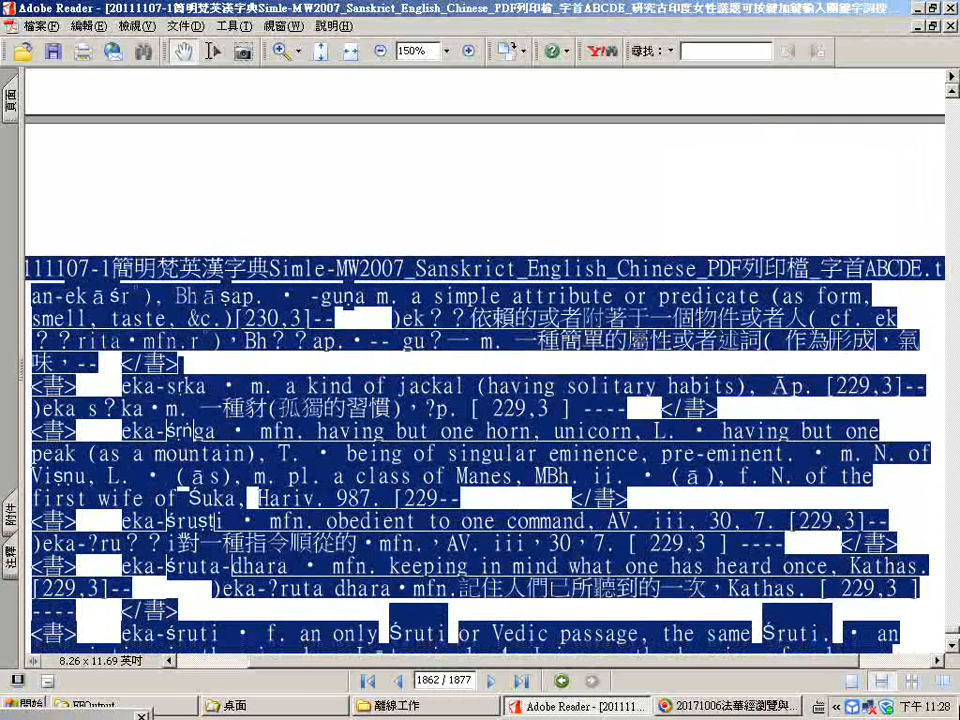 Adobe Reader - [20111107-1簡明梵英漢字典Simle-MW2007_Sanskrict_English_Chinese_PDF列印檔_字首ABCDE_研究古印度女性議題可按鍵加鍵輸入關鍵字詞搜
檔案(F) 編輯(E) 檢視(V) 文件(D) 工具(T) 視窗(W) 說明(H)
150% Y! 尋找:
頁面
111107-1簡明梵英漢字典Simle-MW2007_Sanskrict_English_Chinese_PDF列印檔_字首ABCDE.t
an-ekāśr˚), Bhāṣap. • -guṇa m. a simple attribute or predicate (as form,
smell, taste, &c.)[230,3]-- )ek？？依賴的或者附著于一個物件或者人( cf. ek
？？rita•mfn.r˚)，Bh？？ap.•-- gu？一 m. 一種簡單的屬性或者述詞( 作為形成，氣
味，-- </書>
<書> eka-sṛka • m. a kind of jackal (having solitary habits), Āp. [229,3]--
)eka s？ka•m. 一種豺(孤獨的習慣)，?p. [ 229,3 ] ---- </書>
<書> eka-śṛṅga • mfn. having but one horn, unicorn, L. • having but one
peak (as a mountain), T. • being of singular eminence, pre-eminent. • m. N. of
Viṣṇu, L. • (ās), m. pl. a class of Manes, MBh. ii. • (ā), f. N. of the
first wife of Śuka, Hariv. 987. [229-- </書>
<書> eka-śruṣṭi • mfn. obedient to one command, AV. iii, 30, 7. [229,3]--
)eka-?ru？？i對一種指令順從的•mfn.，AV. iii，30，7. [ 229,3 ] ---- </書>
<書> eka-śruta-dhara • mfn. keeping in mind what one has heard once, Kathas.
[229,3]-- )eka-?ruta dhara•mfn.記住人們已所聽到的一次，Kathas. [ 229,3 ]
---- </書>
<書> eka-śruti • f. an only Śruti or Vedic passage, the same Śruti. • an
附件
注釋
8.26 x 11.69 英吋
1862 / 1877
開始 FEOutput 桌面 離線工作 Adobe Reader - [20111... 20171006法華經瀏覽與... 下午 11:28